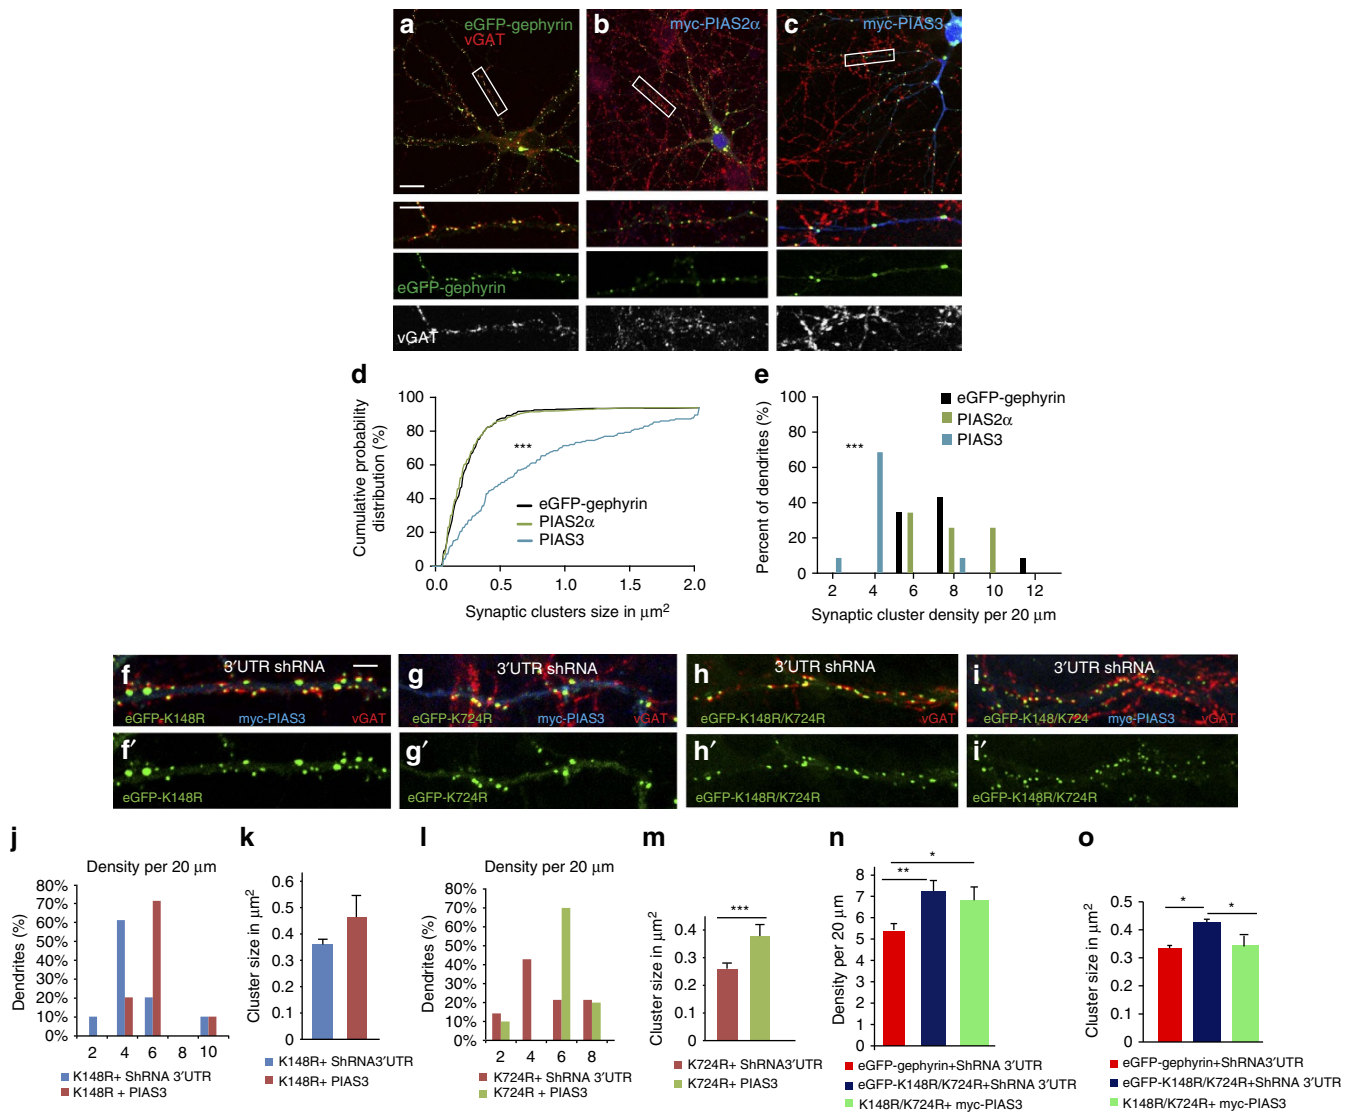 a
eGFP-gephyrin
vGAT
b
myc-PIAS2α
c
myc-PIAS3
eGFP-gephyrin
vGAT
d
100
80
60
40
20
0
Cumulative probability
distribution (%)
***
eGFP-gephyrin
PIAS2α
PIAS3
0.0 0.5 1.0 1.5 2.0
Synaptic clusters size in μm²
e
100
80
60
40
20
0
Percent of dendrites (%)
***
eGFP-gephyrin
PIAS2α
PIAS3
2 4 6 8 10 12
Synaptic cluster density per 20 μm
f
3′UTR shRNA
eGFP-K148R
myc-PIAS3
vGAT
g
3′UTR shRNA
eGFP-K724R
myc-PIAS3
vGAT
h
3′UTR shRNA
eGFP-K148R/K724R
vGAT
i
3′UTR shRNA
eGFP-K148/K724
myc-PIAS3
vGAT
f′
eGFP-K148R
g′
eGFP-K724R
h′
eGFP-K148R/K724R
i′
eGFP-K148R/K724R
j
Density per 20 μm
80%
70%
60%
50%
40%
30%
20%
10%
0%
Dendrites (%)
2 4 6 8 10
K148R+ ShRNA 3′UTR
K148R + PIAS3
k
0.6
0.5
0.4
0.3
0.2
0.1
0
Cluster size in μm²
K148R+ ShRNA3′UTR
K148R+ PIAS3
l
Density per 20 μm
80%
70%
60%
50%
40%
30%
20%
10%
0%
Dendrites (%)
2 4 6 8
K724R+ ShRNA 3′UTR
K724R + PIAS3
m
***
0.4
0.3
0.2
0.1
0
Cluster size in μm²
K724R+ ShRNA3′UTR
K724R+ PIAS3
n
*
**
8
7
6
5
4
3
2
1
0
Density per 20 μm
eGFP-gephyrin+ShRNA3′UTR
eGFP-K148R/K724R+ShRNA 3′UTR
K148R/K724R+ myc-PIAS3
o
* *
0.5
0.4
0.3
0.2
0.1
0
Cluster size in μm²
eGFP-gephyrin+ShRNA3′UTR
eGFP-K148R/K724R+ShRNA 3′UTR
K148R/K724R+ myc-PIAS3